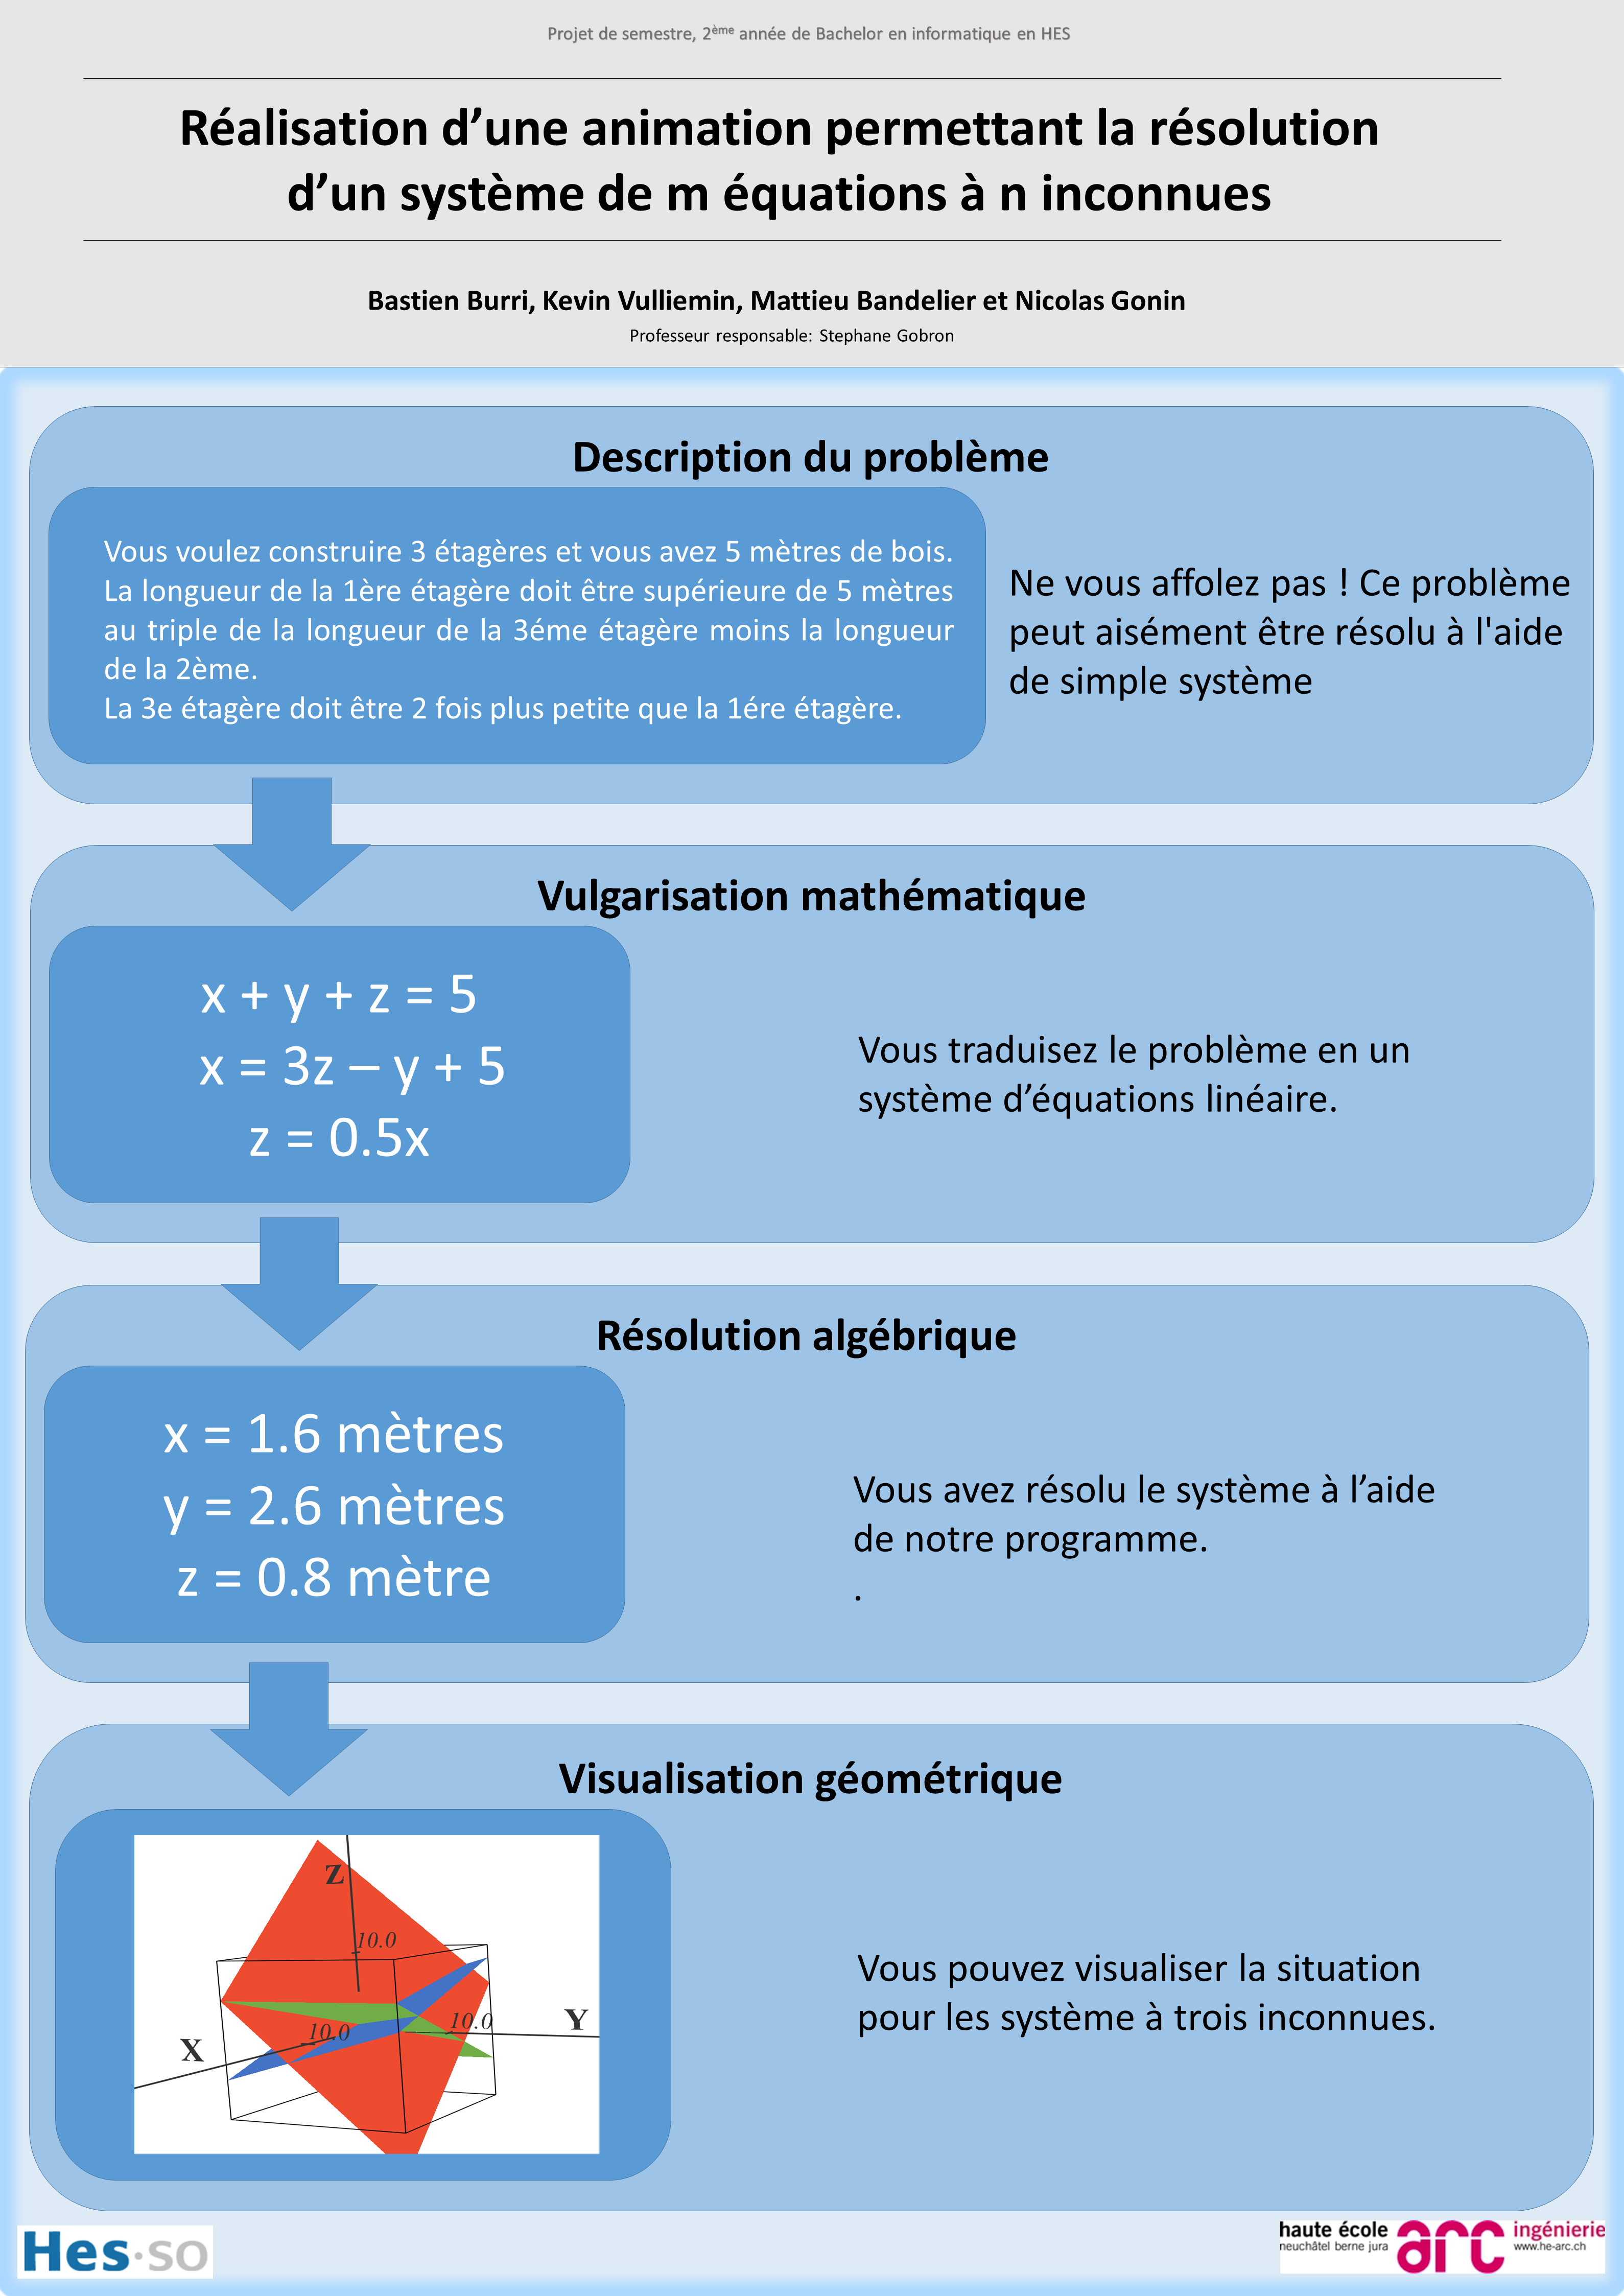 Projet de semestre, 2ème année de Bachelor en informatique en HES
Réalisation d’une animation permettant la résolution
d’un système de m équations à n inconnues
Bastien Burri, Kevin Vulliemin, Mattieu Bandelier et Nicolas Gonin
Professeur responsable: Stephane Gobron
Description du problème
Vous voulez construire 3 étagères et vous avez 5 mètres de bois.
La longueur de la 1ère étagère doit être supérieure de 5 mètres
au triple de la longueur de la 3éme étagère moins la longueur
de la 2ème.
La 3e étagère doit être 2 fois plus petite que la 1ére étagère.
Ne vous affolez pas ! Ce problème
peut aisément être résolu à l'aide
de simple système
Vulgarisation mathématique
x + y + z = 5
x = 3z – y + 5
z = 0.5x
Vous traduisez le problème en un
système d’équations linéaire.
Résolution algébrique
x = 1.6 mètres
y = 2.6 mètres
z = 0.8 mètre
Vous avez résolu le système à l’aide
de notre programme.
.
Visualisation géométrique
Z
10.0
10.0
10.0
Y
X
Vous pouvez visualiser la situation
pour les système à trois inconnues.
Hes·so
haute école arc ingénierie
neuchâtel berne jura www.he-arc.ch